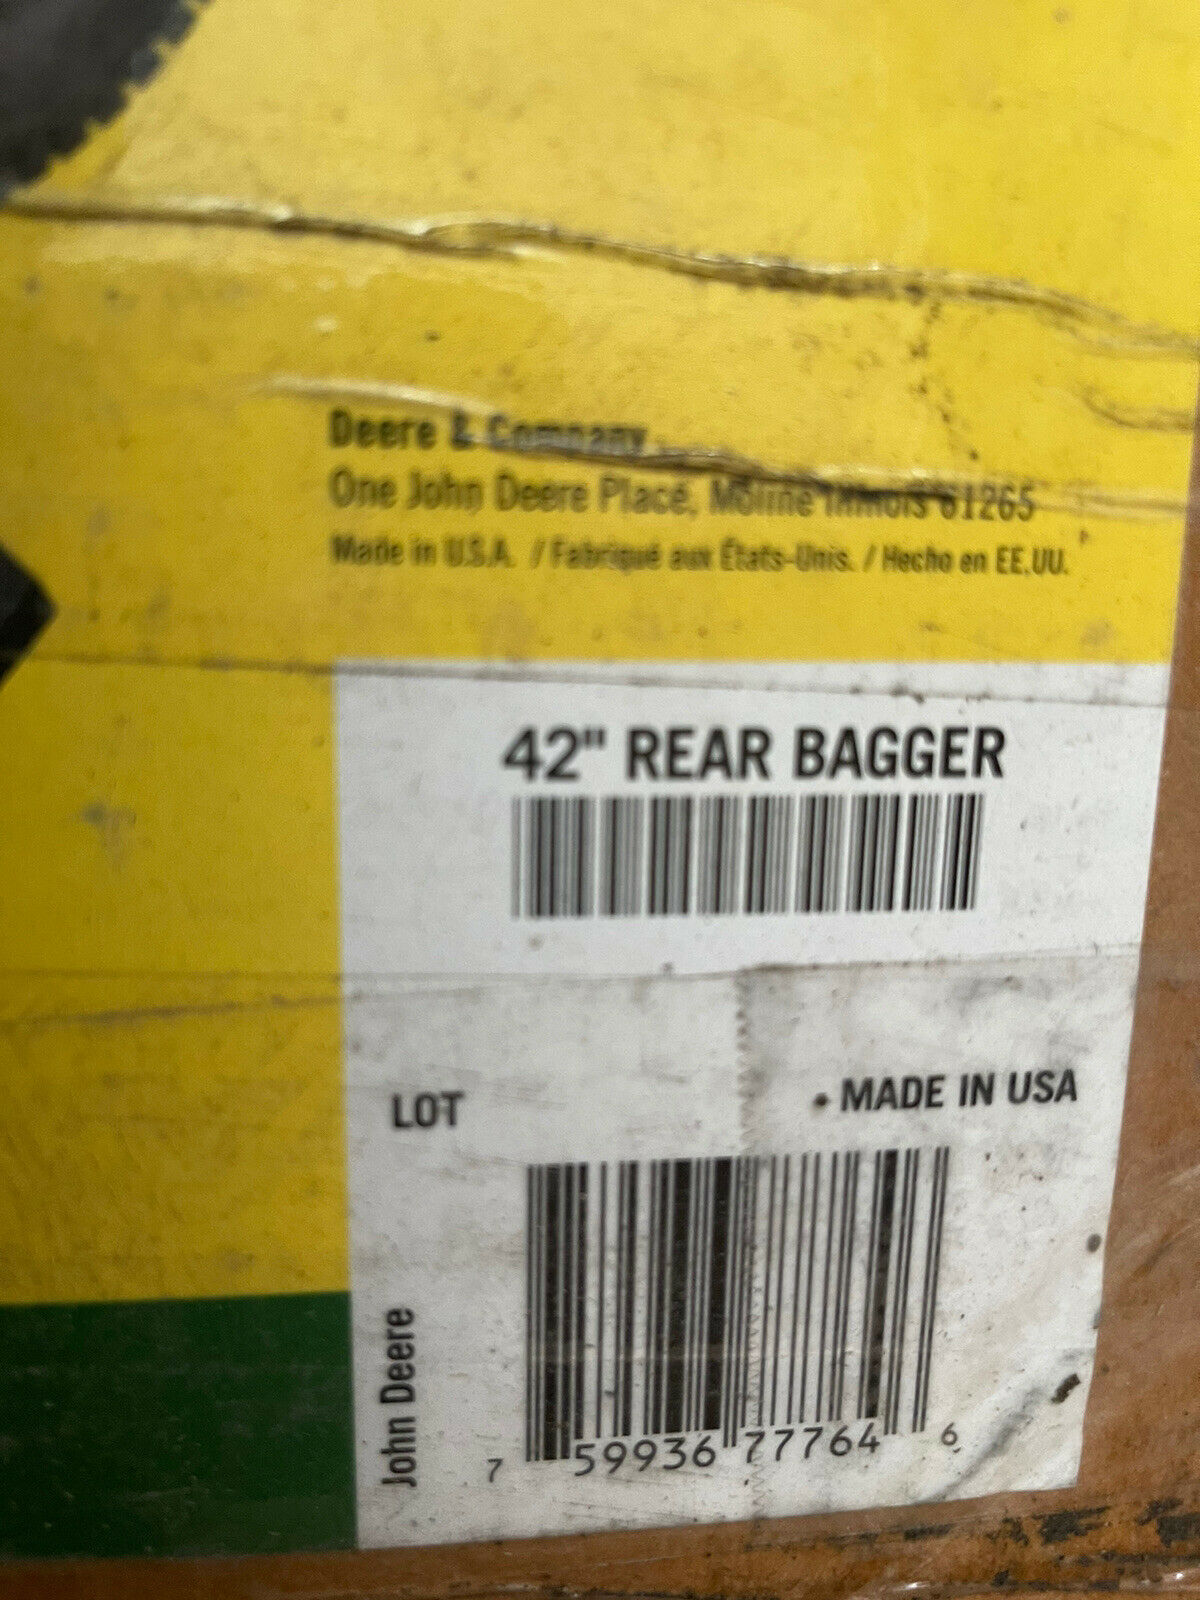 Deere & Company
One John Deere Place, Moline Illinois 61265
Made in U.S.A. / Fabriqué aux États-Unis. / Hecho en EE.UU.
42" REAR BAGGER
LOT
MADE IN USA
John Deere
7 59936 77764 6